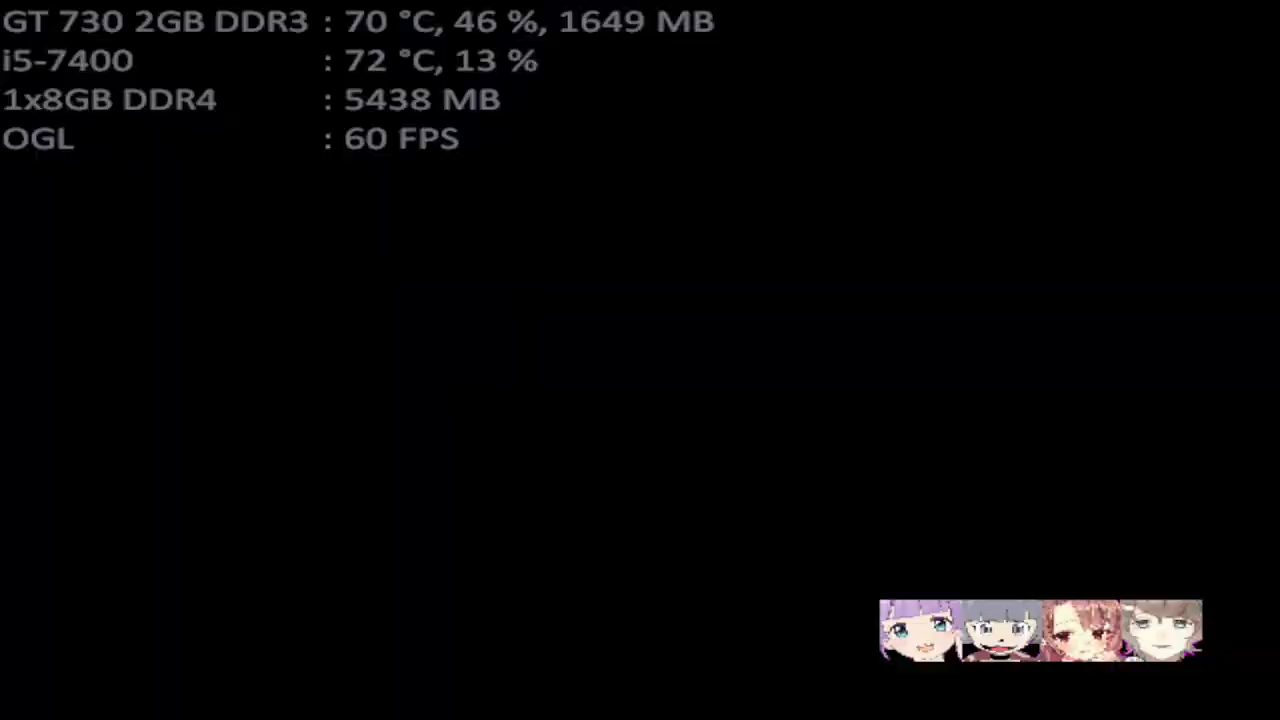 GT 730 2GB DDR3 : 70 °C, 46 %, 1649 MB
i5-7400 : 72 °C, 13 %
1x8GB DDR4 : 5438 MB
OGL : 60 FPS